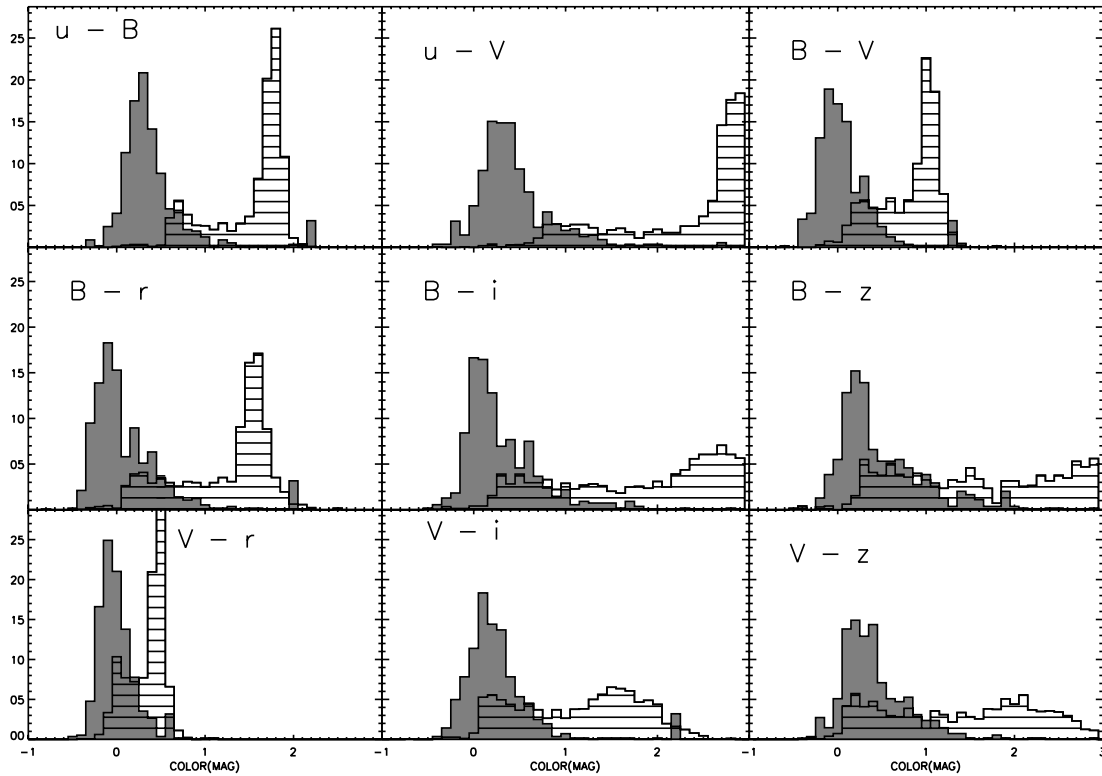 u – B
u – V
B – V
25
20
15
10
05
B – r
B – i
B – z
25
20
15
10
05
V – r
V – i
V – z
25
20
15
10
05
00
-1 0 1 2 -1 0 1 2 -1 0 1 2 3
COLOR(MAG) COLOR(MAG) COLOR(MAG)